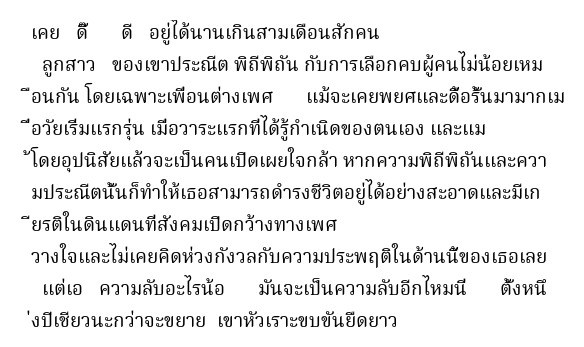 เคย ดี๊ ดี อยู่ได้นานเกินสามเดือนสักคน
ลูกสาว ของเขาประณีต พิถีพิถัน กับการเลือกคบผู้คนไม่น้อยเหม
ือนกัน โดยเฉพาะเพื่อนต่างเพศ แม้จะเคยพยศและดื้อรั้นมามากเม
ื่อวัยเริ่มแรกรุ่น เมื่อวาระแรกที่ได้รู้กำเนิดของตนเอง และแม
้โดยอุปนิสัยแล้วจะเป็นคนเปิดเผยใจกล้า หากความพิถีพิถันและควา
มประณีตนั้นก็ทำให้เธอสามารถดำรงชีวิตอยู่ได้อย่างสะอาดและมีเก
ียรติในดินแดนที่สังคมเปิดกว้างทางเพศ
วางใจและไม่เคยคิดห่วงกังวลกับความประพฤติในด้านนี้ของเธอเลย
แต่เอ ความลับอะไรน้อ มันจะเป็นความลับอีกไหมนี่ ตั้งหนึ
่งปีเชียวนะกว่าจะขยาย เขาหัวเราะขบขันยืดยาว